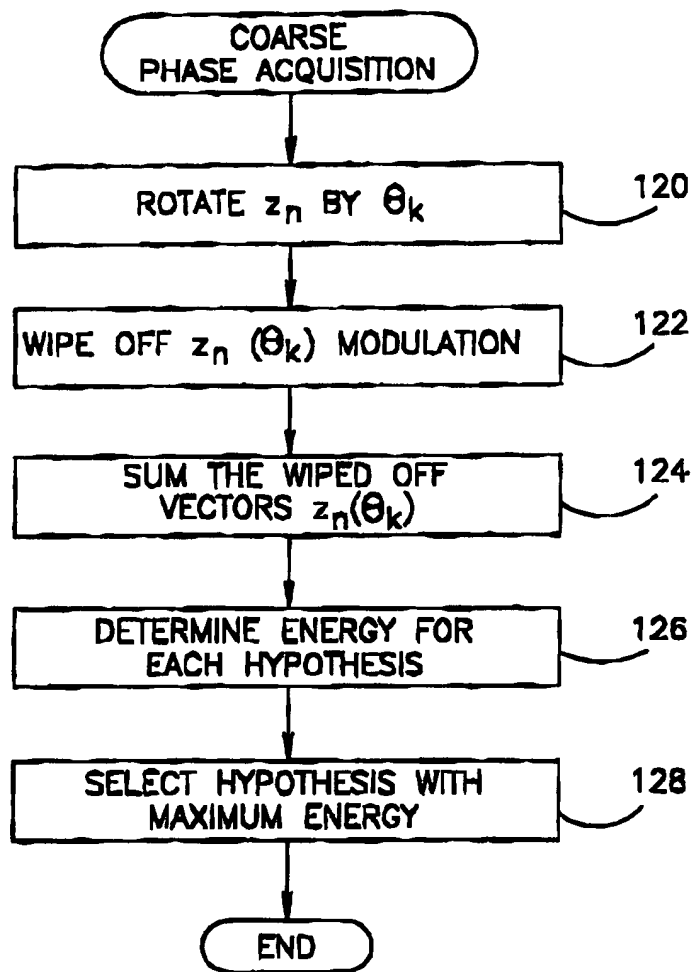 COARSE
PHASE ACQUISITION
ROTATE zn BY θk
120
WIPE OFF zn (θk) MODULATION
122
SUM THE WIPED OFF
VECTORS zn(θk)
124
DETERMINE ENERGY FOR
EACH HYPOTHESIS
126
SELECT HYPOTHESIS WITH
MAXIMUM ENERGY
128
END